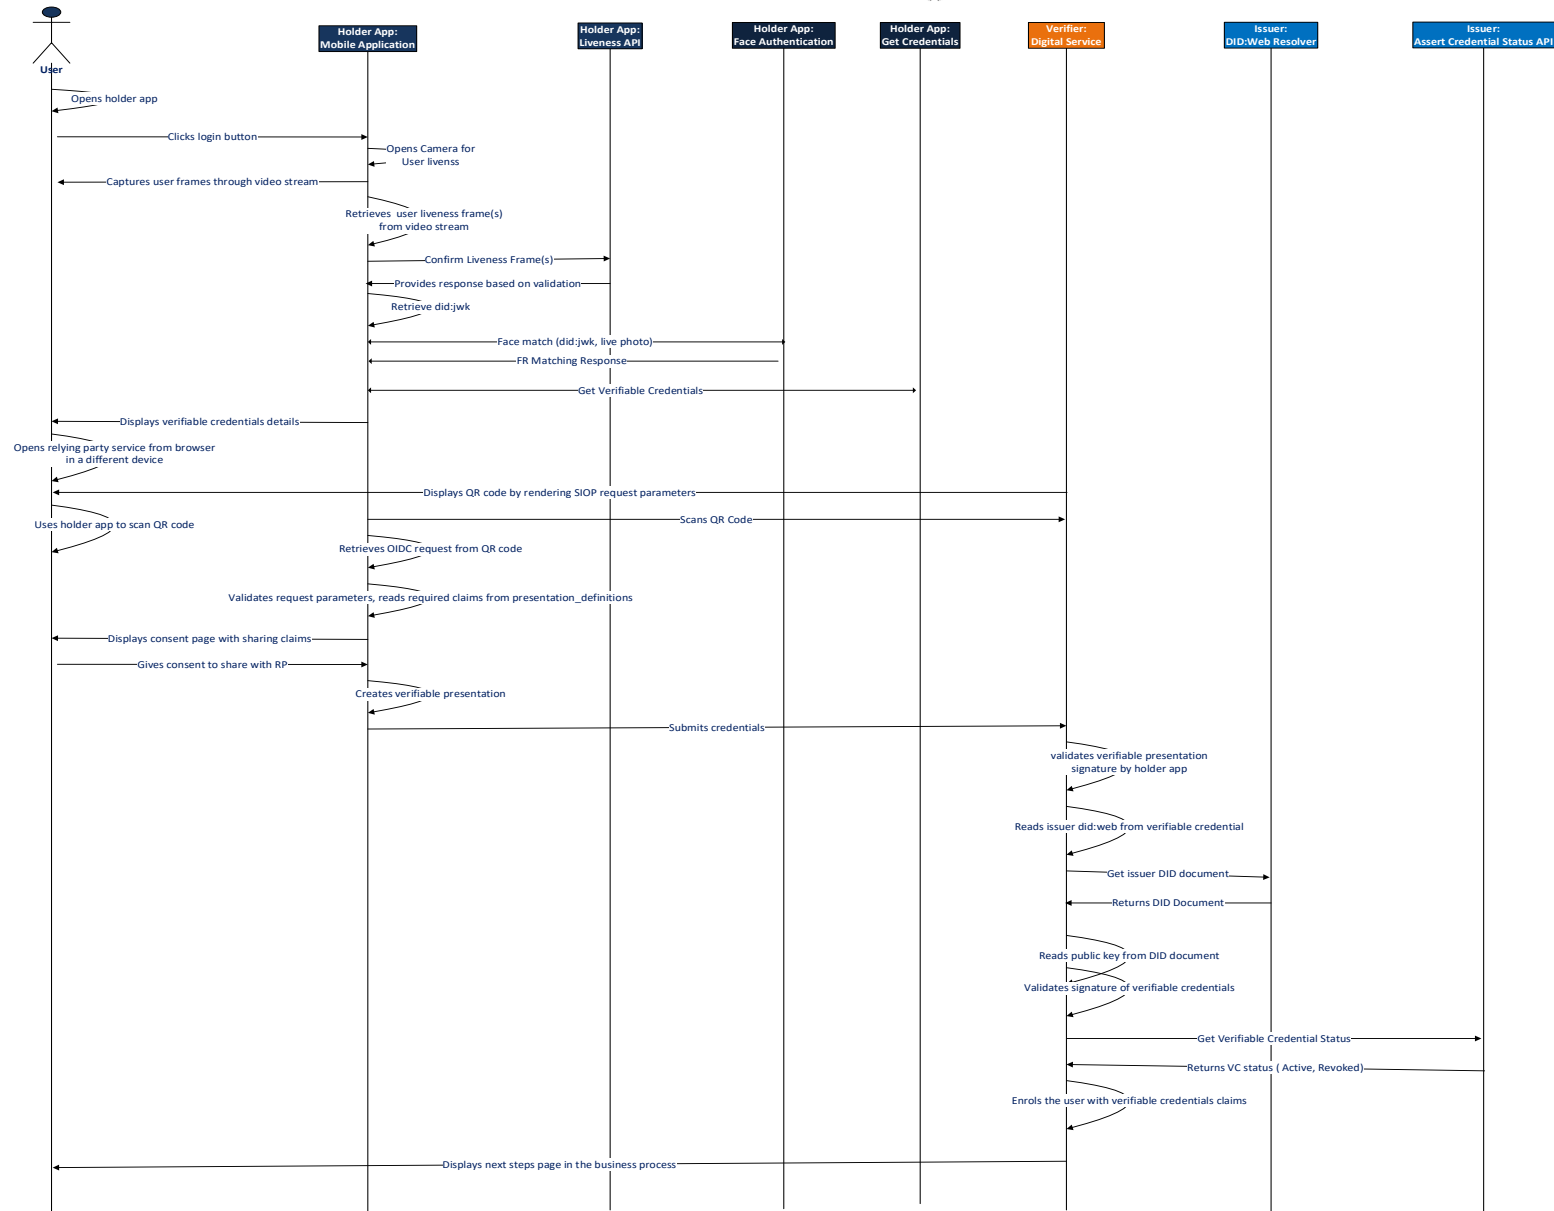 Holder App:
Mobile Application
Holder App:
Liveness API
Holder App:
Face Authentication
Holder App:
Get Credentials
Verifier:
Digital Service
Issuer:
DID:Web Resolver
Issuer:
Assert Credential Status API
User
Opens holder app
Clicks login button
Opens Camera for
User livenss
Captures user frames through video stream
Retrieves user liveness frame(s)
from video stream
Confirm Liveness Frame(s)
Provides response based on validation
Retrieve did:jwk
Face match (did:jwk, live photo)
FR Matching Response
Get Verifiable Credentials
Displays verifiable credentials details
Opens relying party service from browser
in a different device
Displays QR code by rendering SIOP request parameters
Uses holder app to scan QR code
Scans QR Code
Retrieves OIDC request from QR code
Validates request parameters, reads required claims from presentation_definitions
Displays consent page with sharing claims
Gives consent to share with RP
Creates verifiable presentation
Submits credentials
validates verifiable presentation
signature by holder app
Reads issuer did:web from verifiable credential
Get issuer DID document
Returns DID Document
Reads public key from DID document
Validates signature of verifiable credentials
Get Verifiable Credential Status
Returns VC status ( Active, Revoked)
Enrols the user with verifiable credentials claims
Displays next steps page in the business process